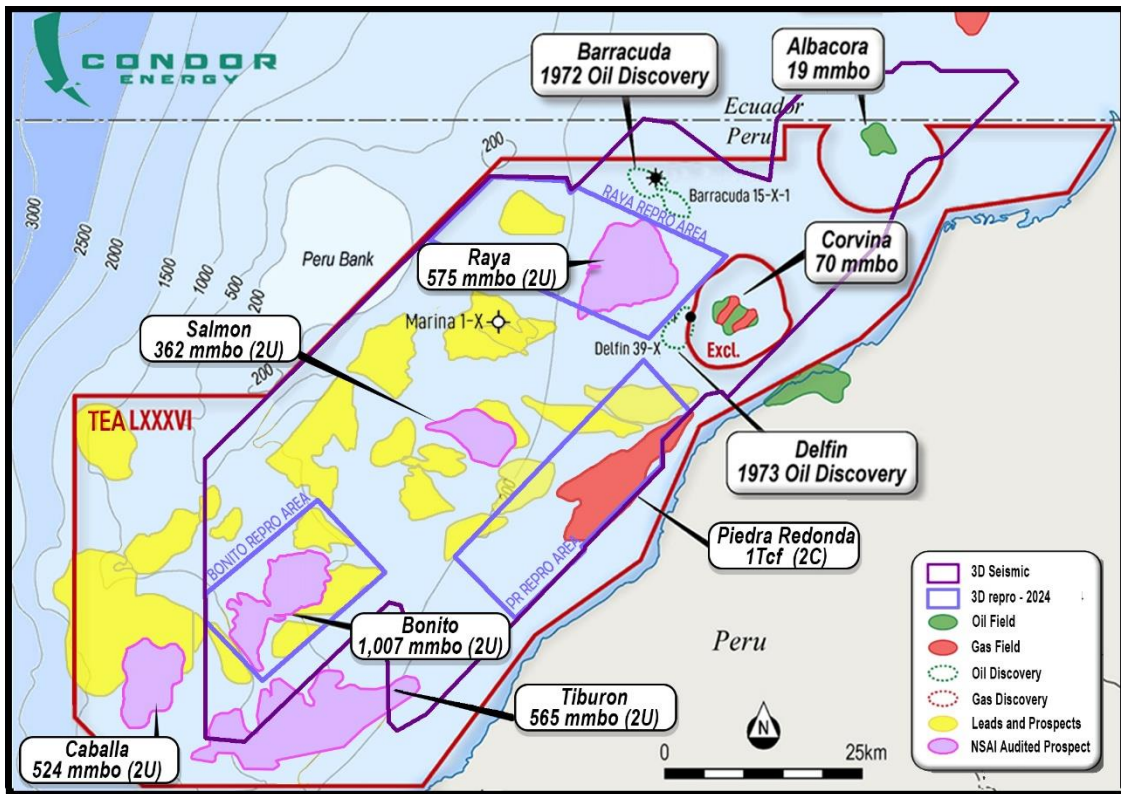 CONDOR
ENERGY
Barracuda
1972 Oil Discovery
Albacora
19 mmbo
Ecuador
Peru
200
Barracuda 15-X-1
RAYA REPRO AREA
3000
2500
2000
1500
1000
500
200
Peru Bank
Raya
575 mmbo (2U)
Corvina
70 mmbo
Marina 1-X
Salmon
362 mmbo (2U)
Delfin 39-X
Excl.
200
TEA LXXXVI
Delfin
1973 Oil Discovery
BONITO REPRO AREA
PR REPRO AREA
Piedra Redonda
1Tcf (2C)
Bonito
1,007 mmbo (2U)
Peru
Tiburon
565 mmbo (2U)
Caballa
524 mmbo (2U)
N
0
25km
3D Seismic
3D repro - 2024
Oil Field
Gas Field
Oil Discovery
Gas Discovery
Leads and Prospects
NSAI Audited Prospect